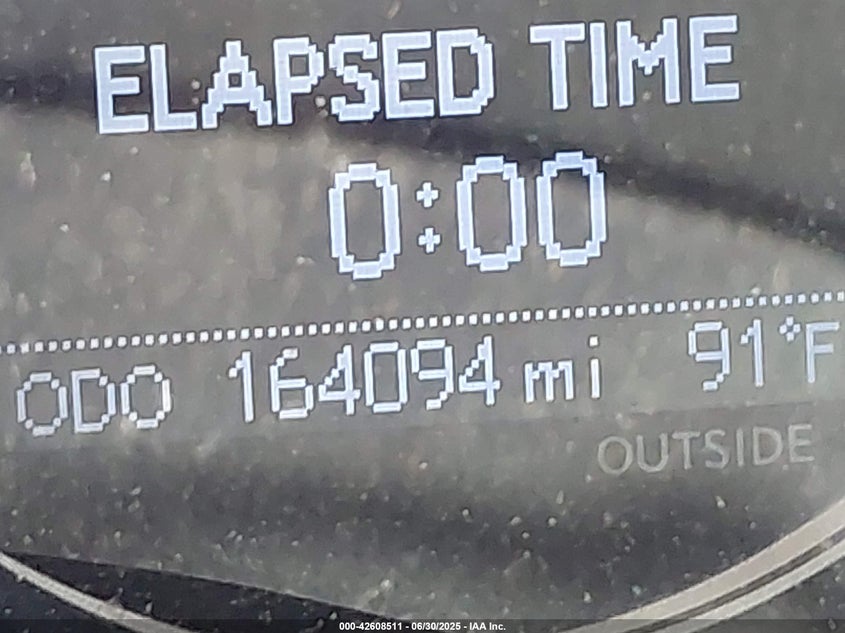 ELAPSED TIME
0:00
ODO 164094 mi 91°F
OUTSIDE
000-42608511 - 06/30/2025 - IAA Inc.